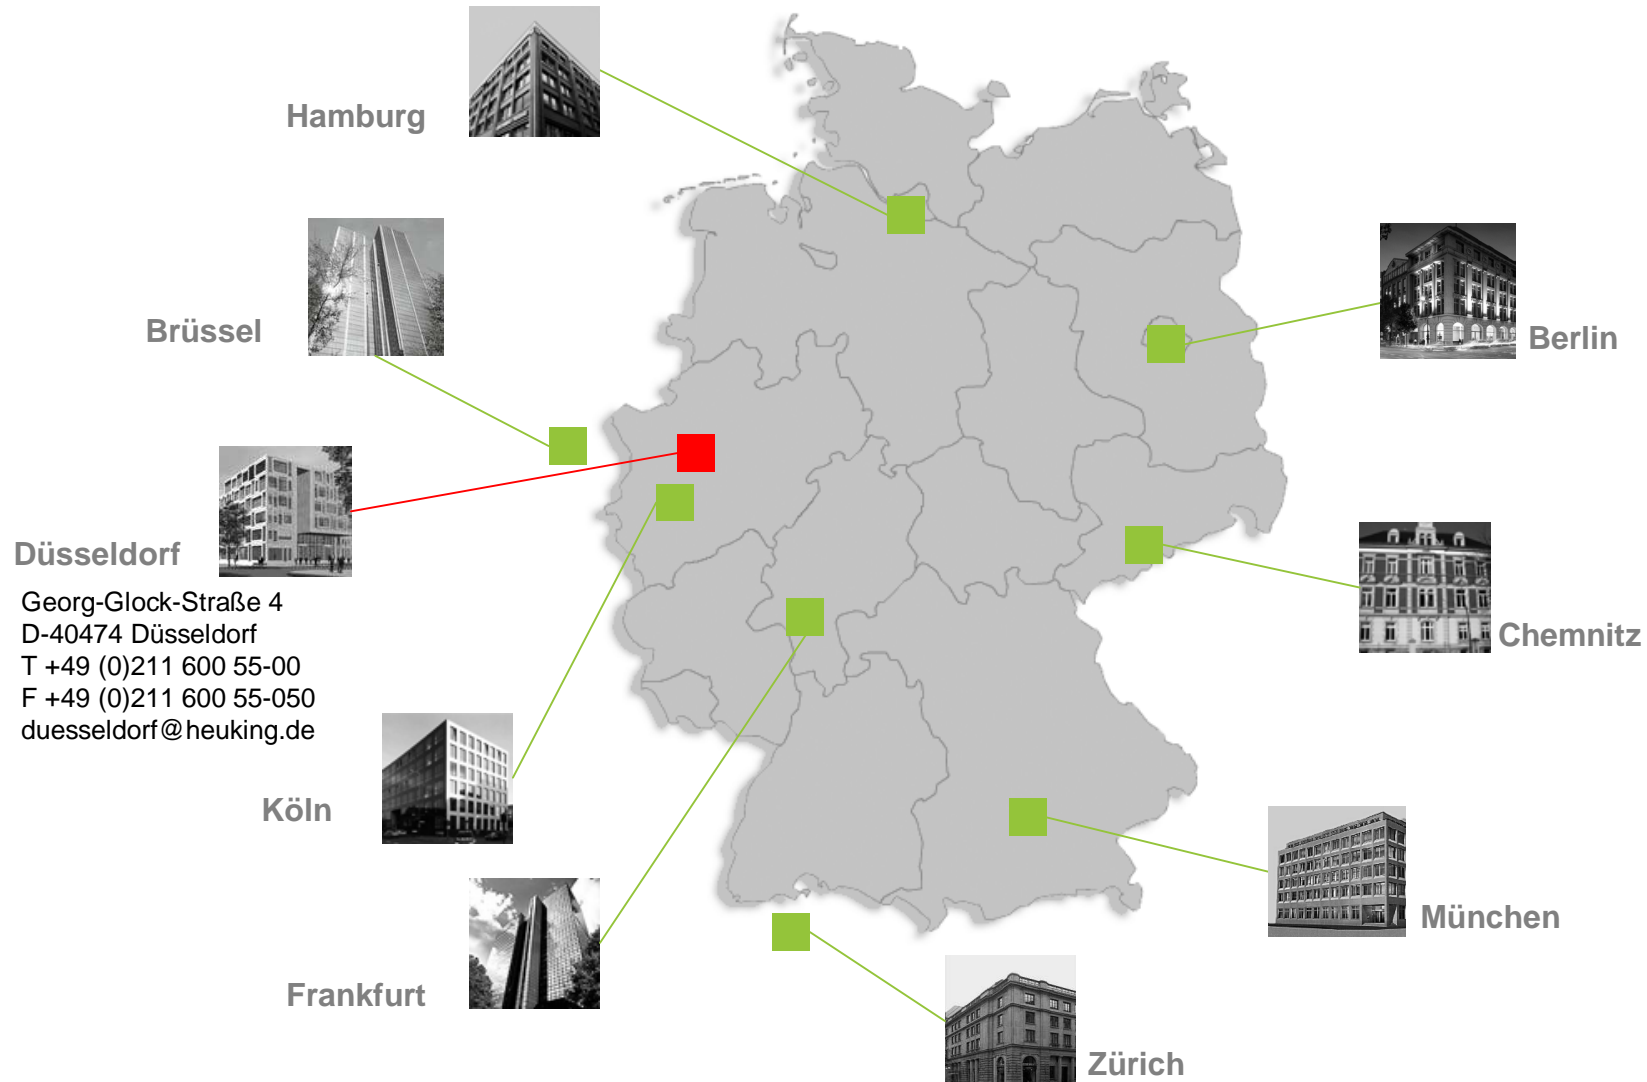 Hamburg
Brüssel
Berlin
Düsseldorf
Georg-Glock-Straße 4
D-40474 Düsseldorf
T +49 (0)211 600 55-00
F +49 (0)211 600 55-050
duesseldorf@heuking.de
Chemnitz
Köln
München
Frankfurt
Zürich